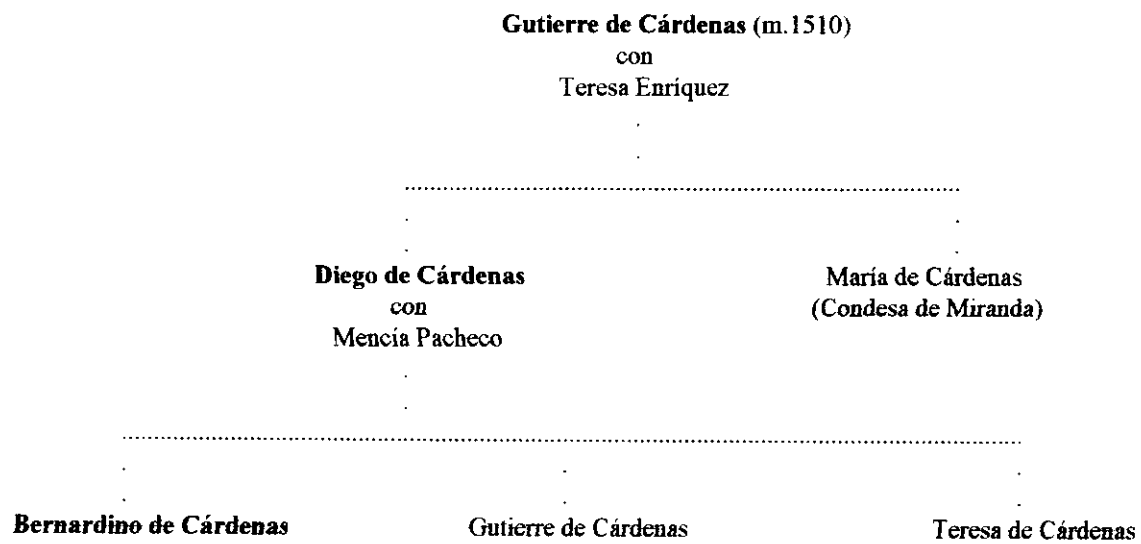 Gutierre de Cárdenas (m.1510)
con
Teresa Enríquez
Diego de Cárdenas
con
Mencía Pacheco
María de Cárdenas
(Condesa de Miranda)
Bernardino de Cárdenas
Gutierre de Cárdenas
Teresa de Cárdenas